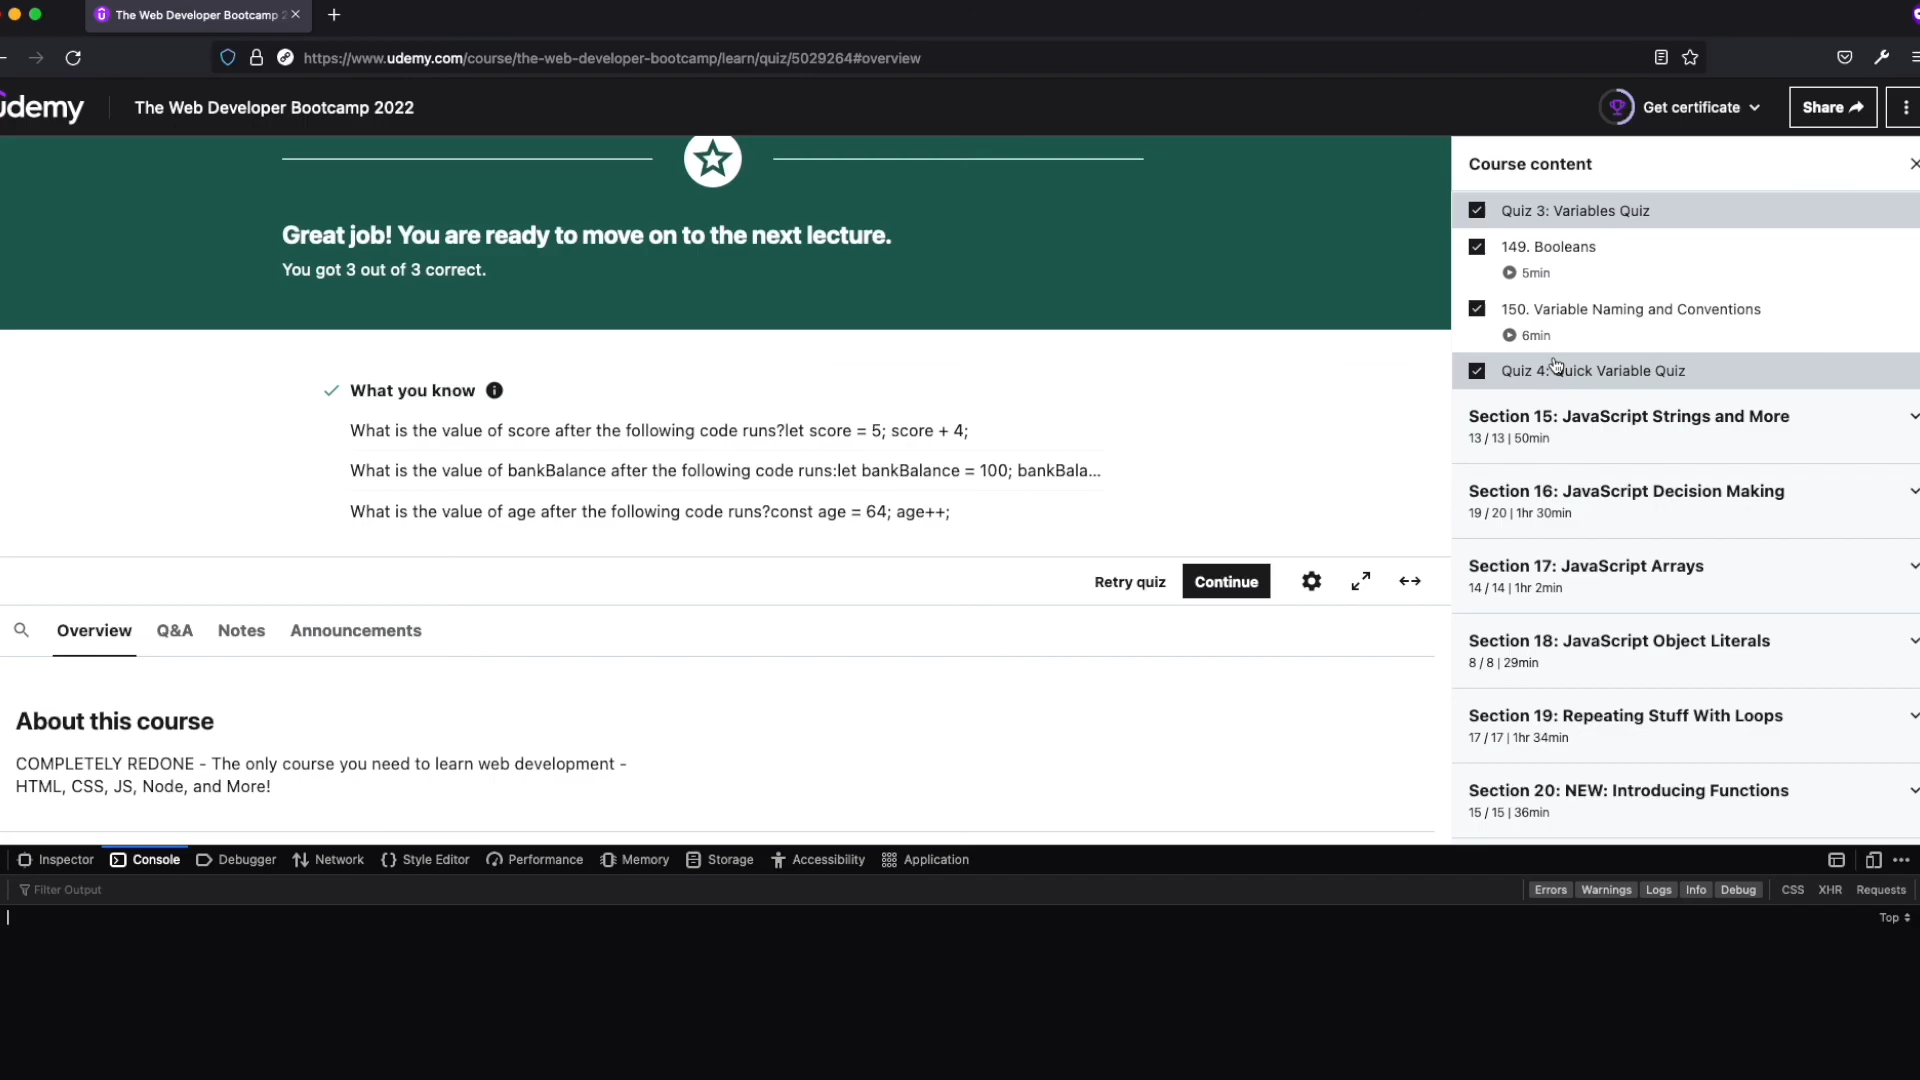 The Web Developer Bootcamp 2
https://www.udemy.com/course/the-web-developer-bootcamp/learn/quiz/5029264#overview
udemy
The Web Developer Bootcamp 2022
Get certificate
Share
Course content
Great job! You are ready to move on to the next lecture.
You got 3 out of 3 correct.
What you know
What is the value of score after the following code runs?let score = 5; score + 4;
What is the value of bankBalance after the following code runs:let bankBalance = 100; bankBala...
What is the value of age after the following code runs?const age = 64; age++;
Retry quiz
Continue
Quiz 3: Variables Quiz
149. Booleans
5min
150. Variable Naming and Conventions
6min
Quiz 4: Quick Variable Quiz
Section 15: JavaScript Strings and More
13 / 13 | 50min
Section 16: JavaScript Decision Making
19 / 20 | 1hr 30min
Section 17: JavaScript Arrays
14 / 14 | 1hr 2min
Section 18: JavaScript Object Literals
8 / 8 | 29min
Section 19: Repeating Stuff With Loops
17 / 17 | 1hr 34min
Section 20: NEW: Introducing Functions
15 / 15 | 36min
Overview
Q&A
Notes
Announcements
About this course
COMPLETELY REDONE - The only course you need to learn web development -
HTML, CSS, JS, Node, and More!
Inspector
Console
Debugger
Network
Style Editor
Performance
Memory
Storage
Accessibility
Application
Filter Output
Errors
Warnings
Logs
Info
Debug
CSS
XHR
Requests
Top